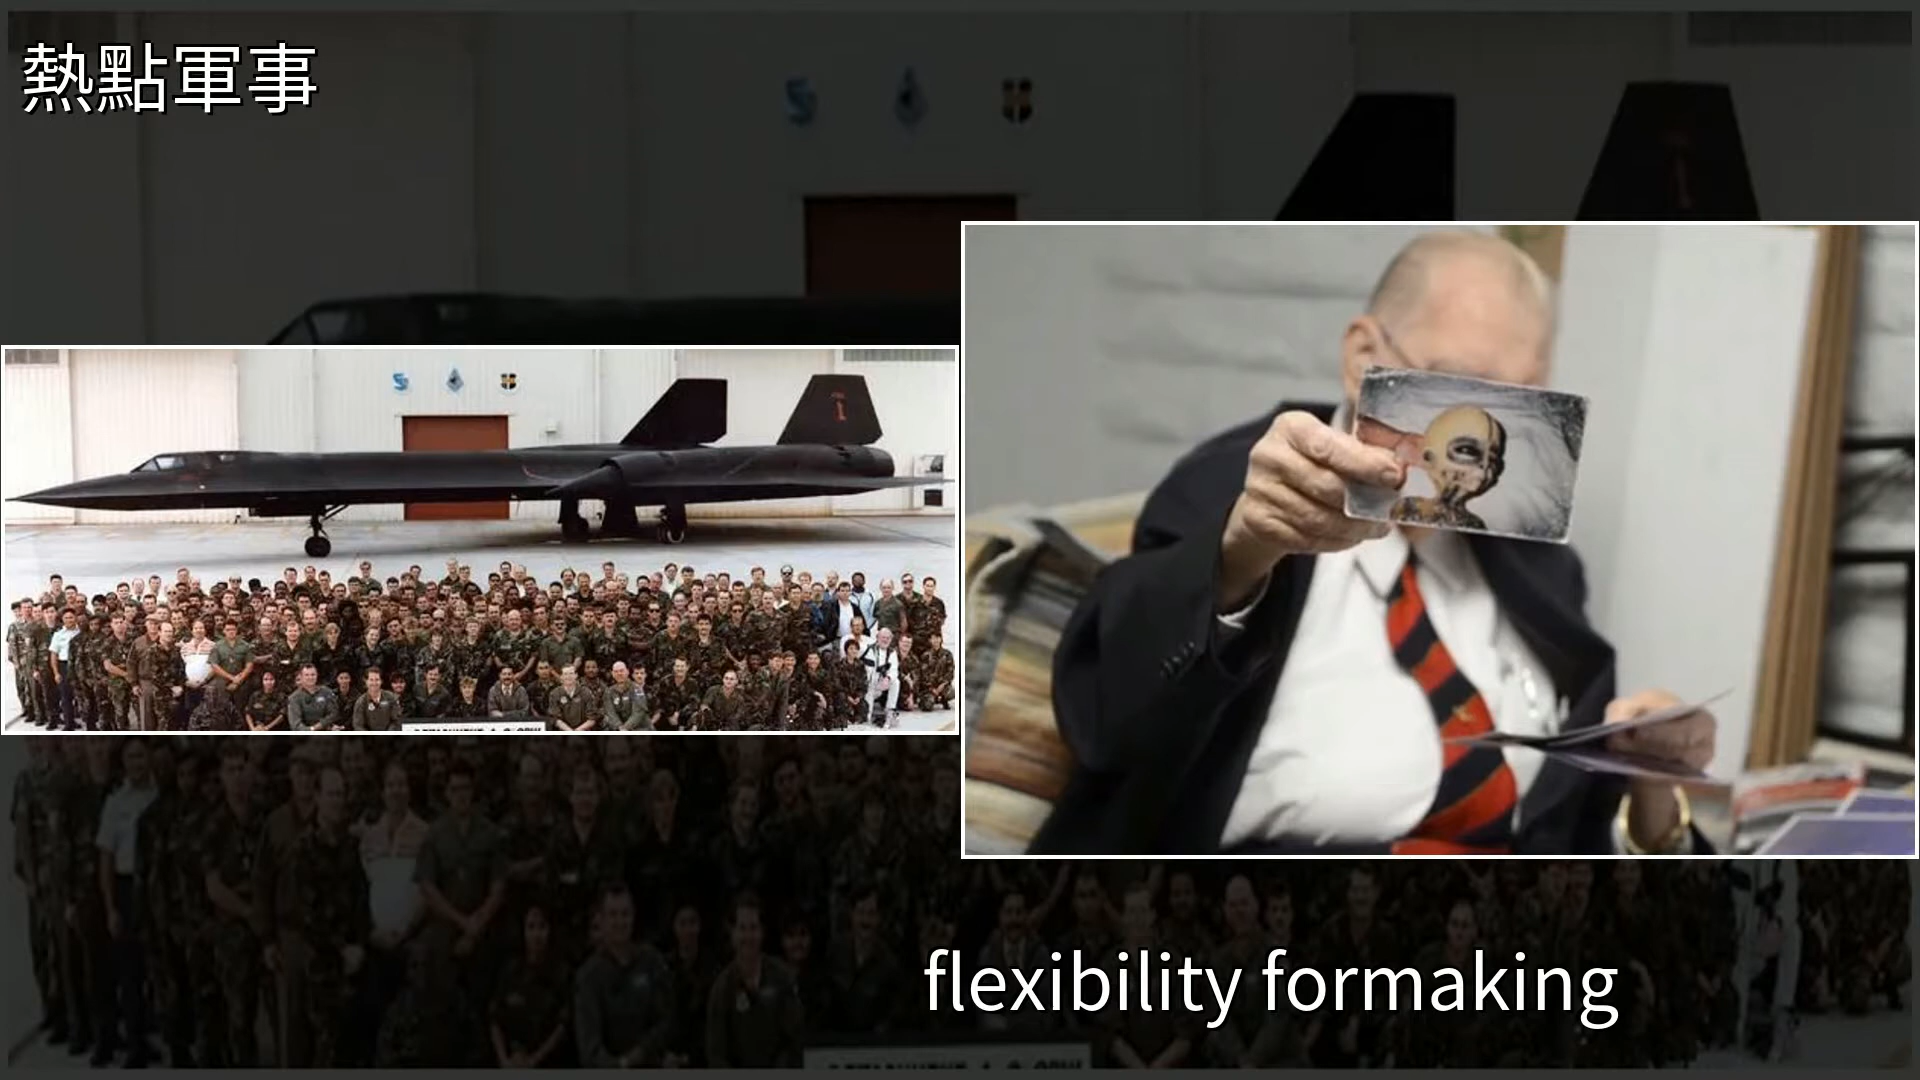 熱點軍事
flexibility formaking